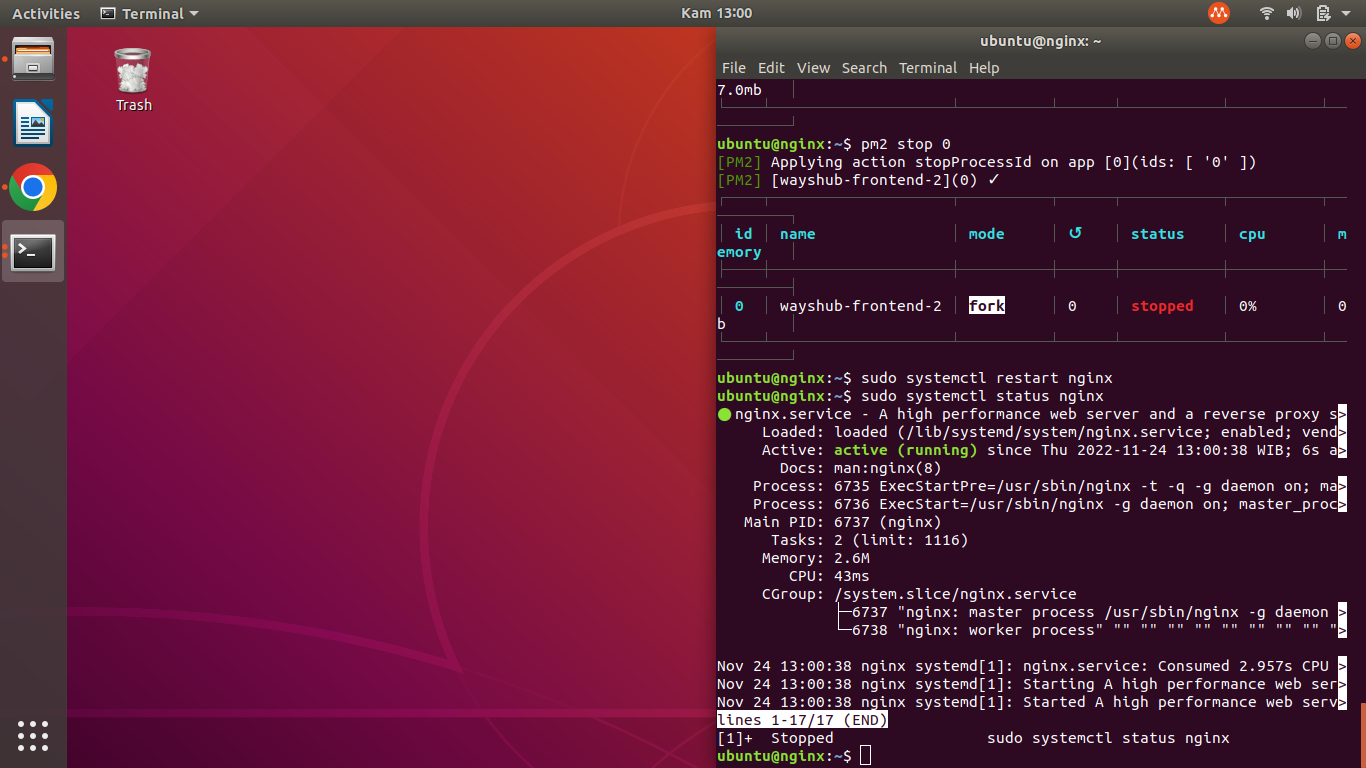 Activities Terminal Kam 13:00
ubuntu@nginx: ~
File Edit View Search Terminal Help
Trash
7.0mb
ubuntu@nginx:~$ pm2 stop 0
[PM2] Applying action stopProcessId on app [0](ids: [ '0' ])
[PM2] [wayshub-frontend-2](0) ✓
│ id │ name │ mode │ ↺ │ status │ cpu │ m
emory │
│ 0 │ wayshub-frontend-2 │ fork │ 0 │ stopped │ 0% │ 0
b │
ubuntu@nginx:~$ sudo systemctl restart nginx
ubuntu@nginx:~$ sudo systemctl status nginx
● nginx.service - A high performance web server and a reverse proxy s>
Loaded: loaded (/lib/systemd/system/nginx.service; enabled; vend>
Active: active (running) since Thu 2022-11-24 13:00:38 WIB; 6s a>
Docs: man:nginx(8)
Process: 6735 ExecStartPre=/usr/sbin/nginx -t -q -g daemon on; ma>
Process: 6736 ExecStart=/usr/sbin/nginx -g daemon on; master_proc>
Main PID: 6737 (nginx)
Tasks: 2 (limit: 1116)
Memory: 2.6M
CPU: 43ms
CGroup: /system.slice/nginx.service
├─6737 "nginx: master process /usr/sbin/nginx -g daemon >
└─6738 "nginx: worker process" "" "" "" "" "" "" "" "" ">
Nov 24 13:00:38 nginx systemd[1]: nginx.service: Consumed 2.957s CPU >
Nov 24 13:00:38 nginx systemd[1]: Starting A high performance web ser>
Nov 24 13:00:38 nginx systemd[1]: Started A high performance web serv>
lines 1-17/17 (END)
[1]+ Stopped sudo systemctl status nginx
ubuntu@nginx:~$